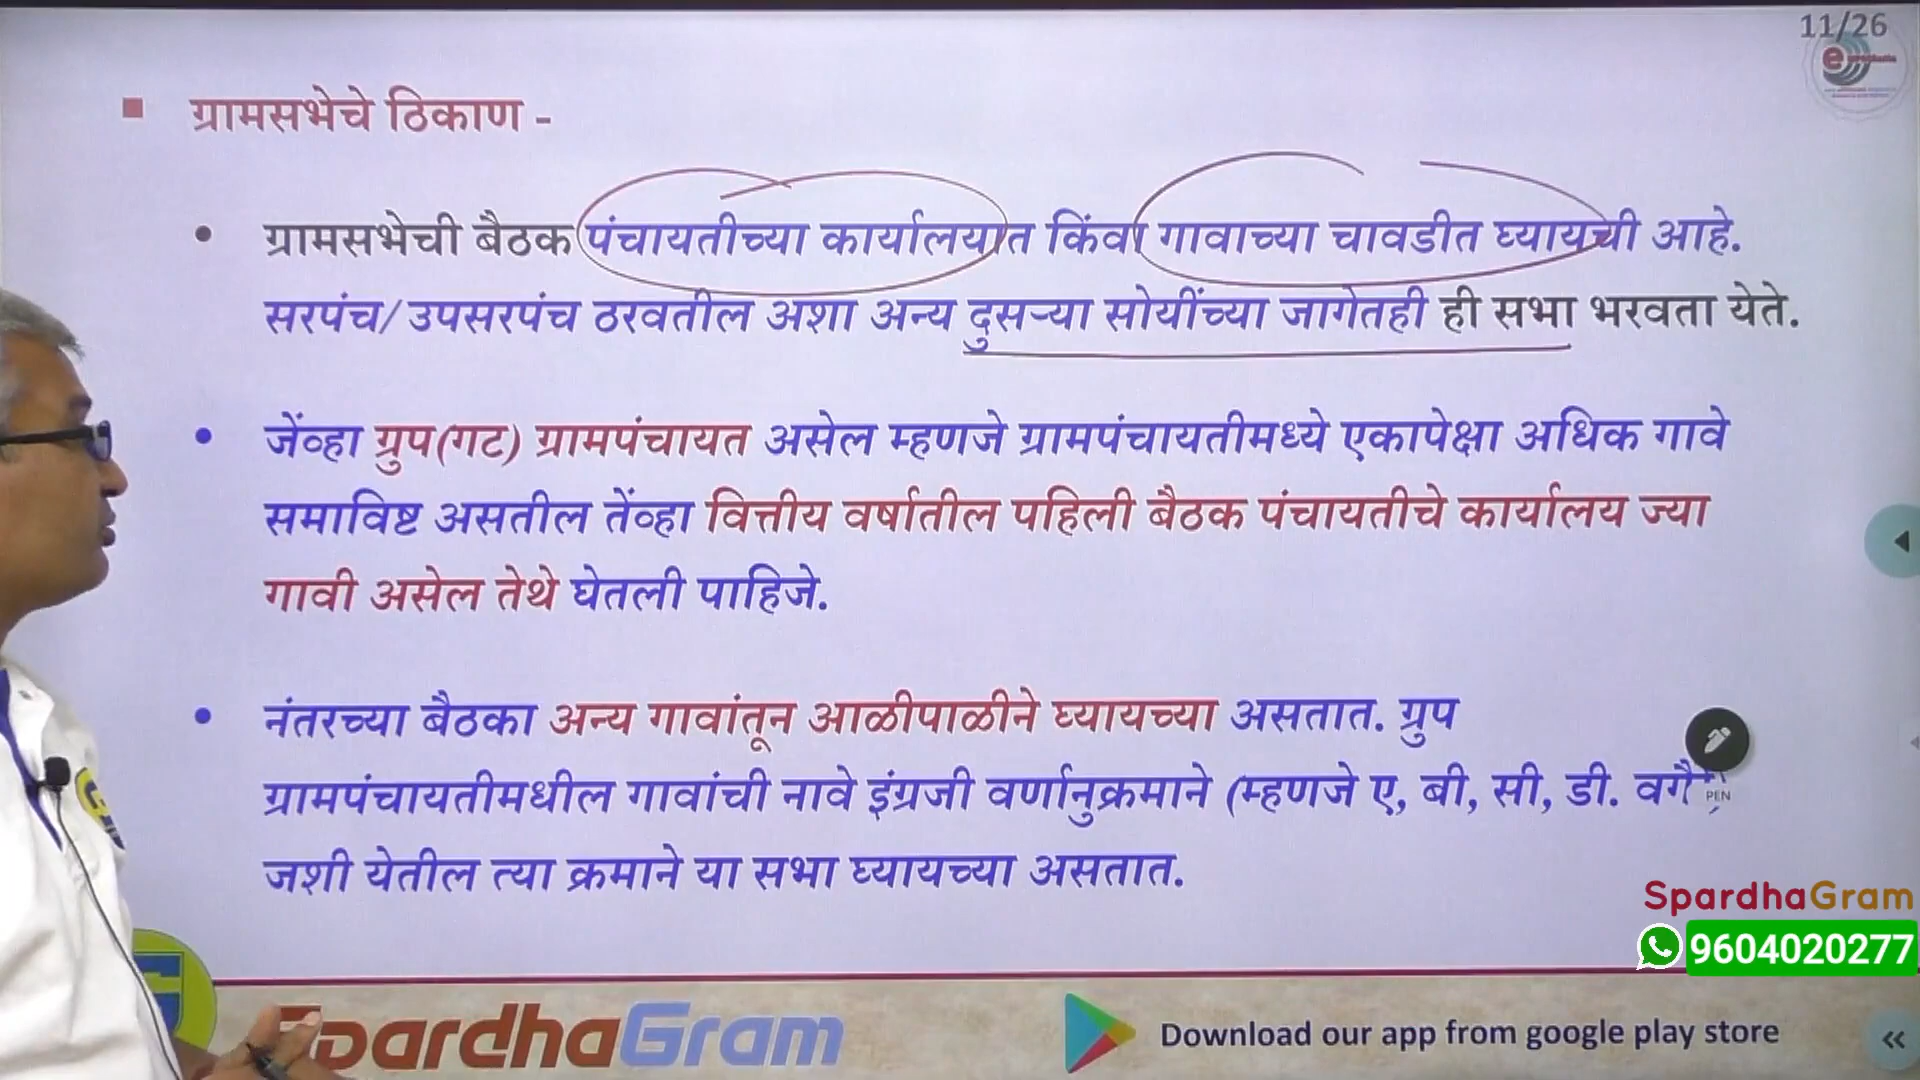 11/26
ग्रामसभेचे ठिकाण -
ग्रामसभेची बैठक पंचायतीच्या कार्यालयात किंवा गावाच्या चावडीत घ्यायची आहे.
सरपंच/ उपसरपंच ठरवतील अशा अन्य दुसऱ्या सोयींच्या जागेतही ही सभा भरवता येते.
जेंव्हा ग्रुप(गट) ग्रामपंचायत असेल म्हणजे ग्रामपंचायतीमध्ये एकापेक्षा अधिक गावे
समाविष्ट असतील तेंव्हा वित्तीय वर्षातील पहिली बैठक पंचायतीचे कार्यालय ज्या
गावी असेल तेथे घेतली पाहिजे.
नंतरच्या बैठका अन्य गावांतून आळीपाळीने घ्यायच्या असतात. ग्रुप
ग्रामपंचायतीमधील गावांची नावे इंग्रजी वर्णानुक्रमाने (म्हणजे ए, बी, सी, डी.
PEN
जशी येतील त्या क्रमाने या सभा घ्यायच्या असतात.
SpardhaGram
9604020277
SpardhaGram
Download our app from google play store